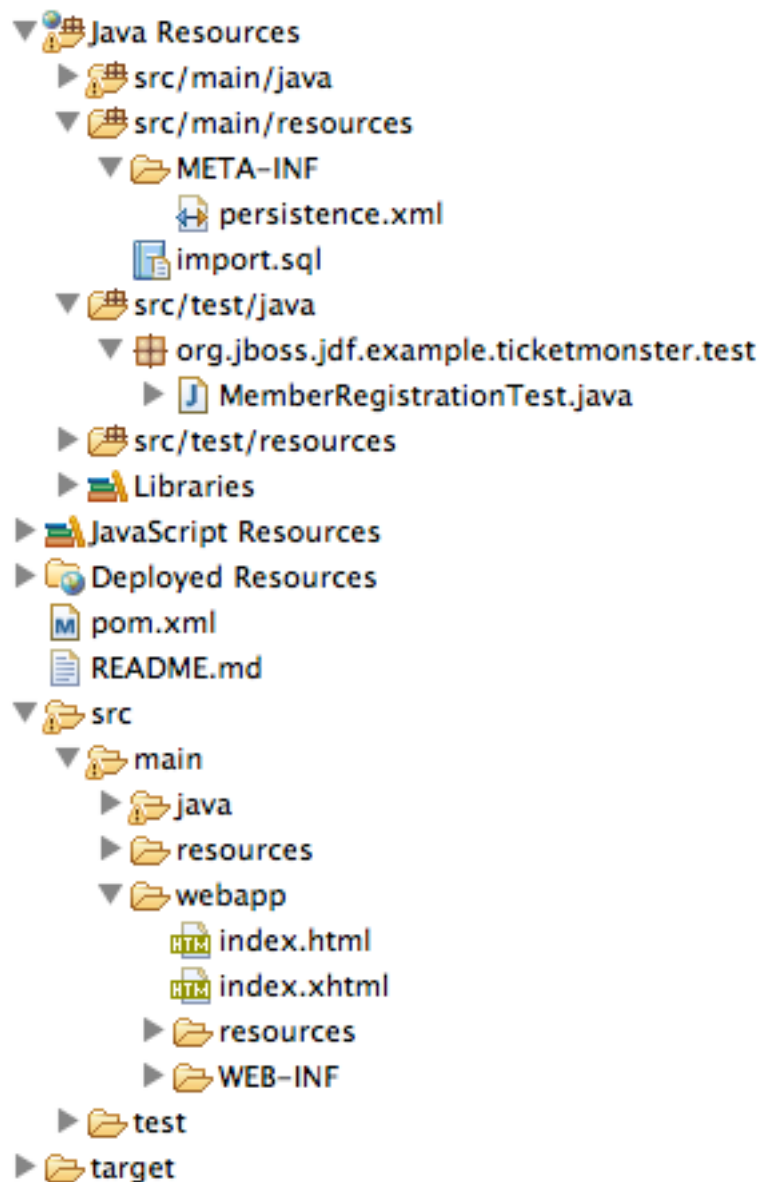 Java Resources
src/main/java
src/main/resources
META-INF
persistence.xml
import.sql
src/test/java
org.jboss.jdf.example.ticketmonster.test
MemberRegistrationTest.java
src/test/resources
Libraries
JavaScript Resources
Deployed Resources
pom.xml
README.md
src
main
java
resources
webapp
index.html
index.xhtml
resources
WEB-INF
test
target